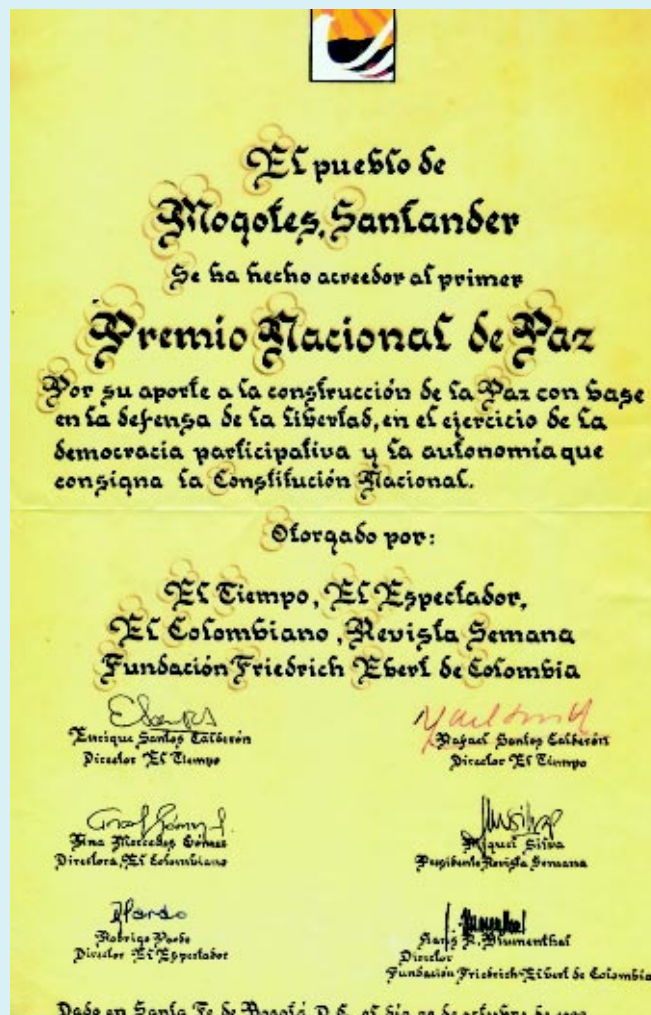 El pueblo de
Mogotes, Santander
Se ha hecho acreedor al primer
Premio Nacional de Paz
Por su aporte a la construcción de la Paz con base
en la defensa de la libertad, en el ejercicio de la
democracia participativa y la autonomía que
consigna la Constitución Nacional.
Otorgado por:
El Tiempo, El Espectador,
El Colombiano, Revista Semana
Fundación Friedrich Ebert de Colombia
Enrique Santos Calderón
Director El Tiempo
Rafael Santos Calderón
Director El Tiempo
Ana Mercedes Gómez
Directora, El Colombiano
Miguel Silva
Presidente Revista Semana
Rodrigo Pardo
Director El Espectador
Hans R. Blumenthal
Director
Fundación Friedrich Ebert de Colombia
Dado en Santa Fe de Bogotá D.C. el día de octubre de